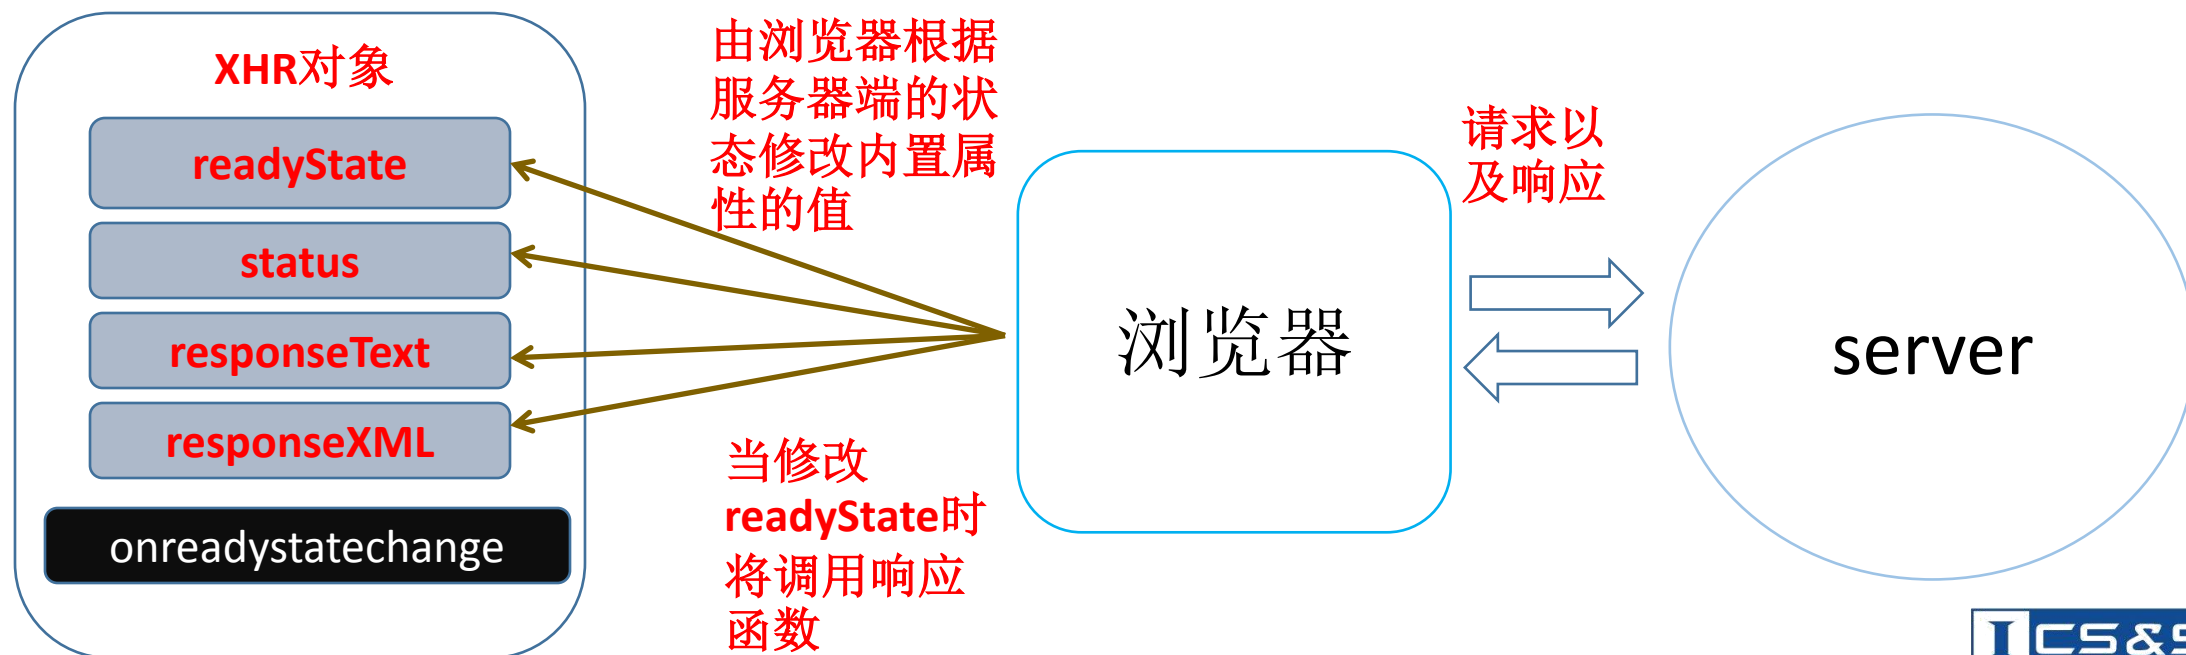 XHR对象
readyState
status
responseText
responseXML
onreadystatechange
由浏览器根据
服务器端的状
态修改内置属
性的值
当修改
readyState时
将调用响应
函数
浏览器
请求以
及响应
server